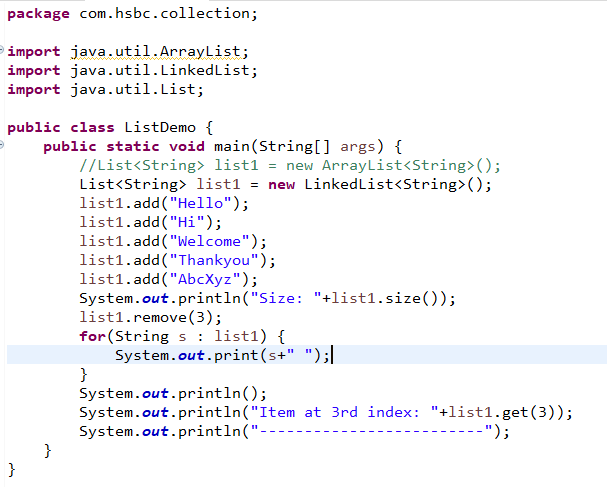 package com.hsbc.collection;
import java.util.ArrayList;
import java.util.LinkedList;
import java.util.List;
public class ListDemo {
public static void main(String[] args) {
//List<String> list1 = new ArrayList<String>();
List<String> list1 = new LinkedList<String>();
list1.add("Hello");
list1.add("Hi");
list1.add("Welcome");
list1.add("Thankyou");
list1.add("AbcXyz");
System.out.println("Size: "+list1.size());
list1.remove(3);
for(String s : list1) {
System.out.print(s+" ");
}
System.out.println();
System.out.println("Item at 3rd index: "+list1.get(3));
System.out.println("-------------------------");
}
}